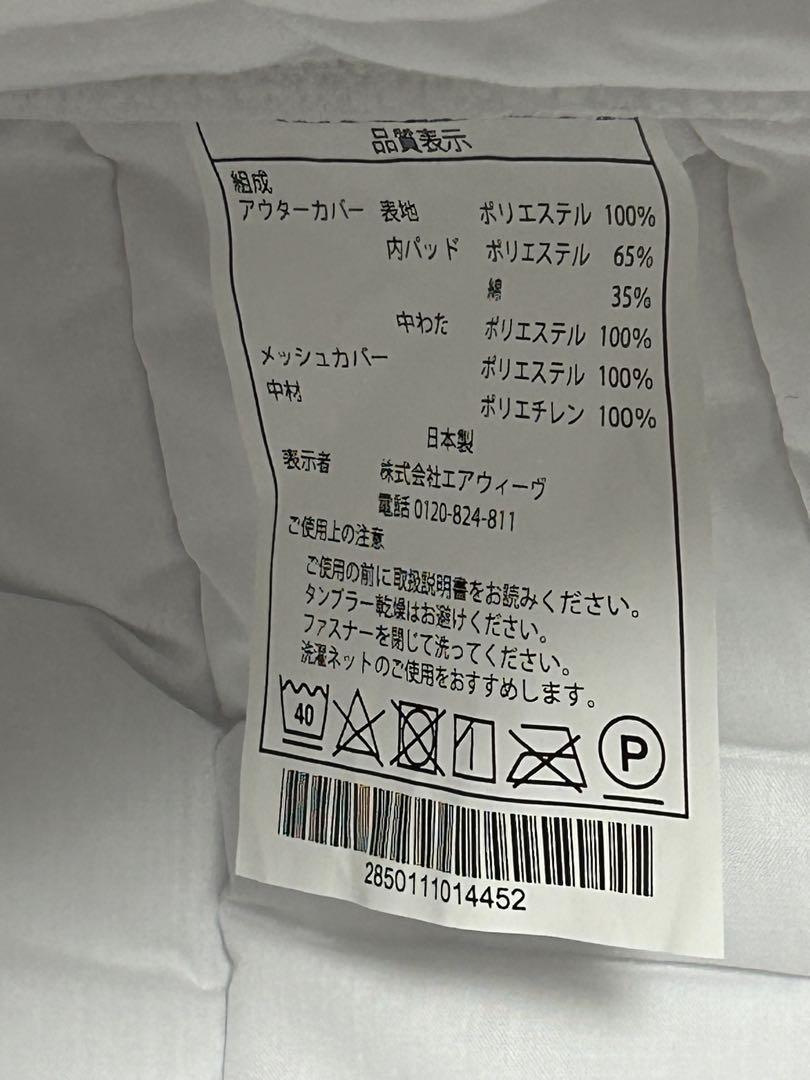 品質表示
組成
アウターカバー 表地 ポリエステル 100%
内パッド ポリエステル 65%
綿 35%
中わた ポリエステル 100%
メッシュカバー ポリエステル 100%
中材 ポリエチレン 100%
日本製
表示者 株式会社エアウィーヴ
電話 0120-824-811
ご使用上の注意
ご使用の前に取扱説明書をお読みください。
タンブラー乾燥はお避けください。
ファスナーを閉じて洗ってください。
洗濯ネットのご使用をおすすめします。
40 P
2850111014452